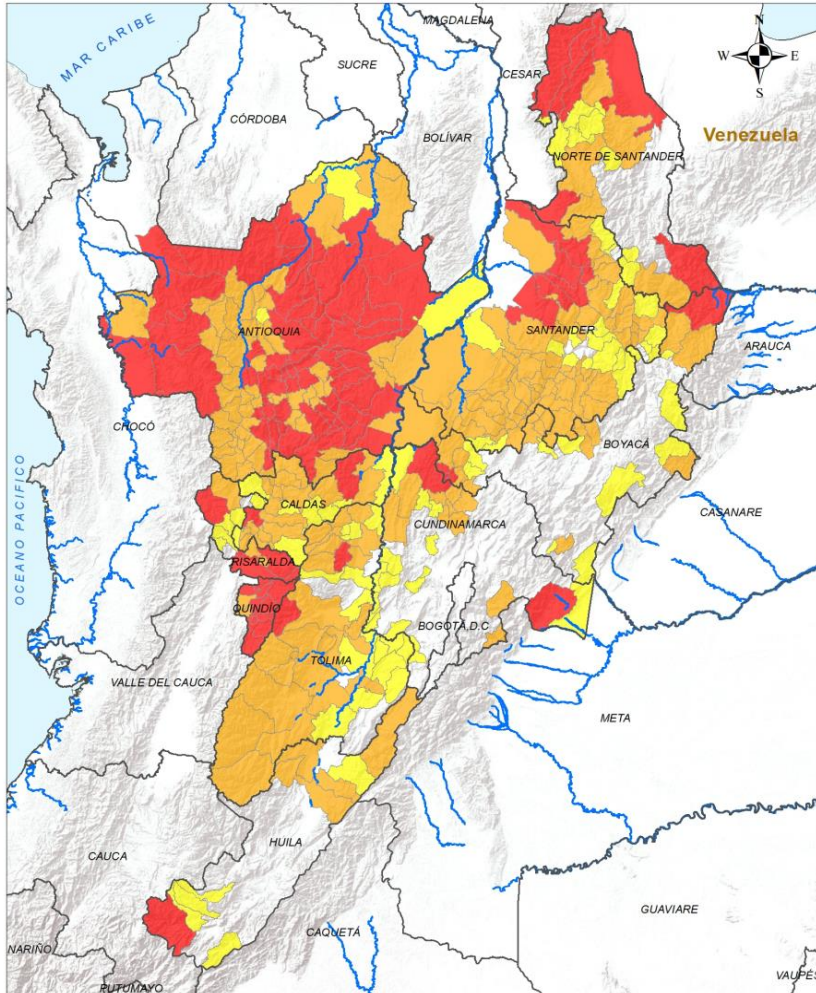 MAGDALENA
N
W E
S
MAR CARIBE
CESAR
SUCRE
CÓRDOBA
BOLÍVAR
Venezuela
NORTE DE SANTANDER
ANTIOQUIA
SANTANDER
ARAUCA
CHOCÓ
BOYACÁ
OCEANO PACIFICO
CALDAS
CUNDINAMARCA
CASANARE
RISARALDA
QUINDÍO
BOGOTÁ, D.C
TOLIMA
VALLE DEL CAUCA
META
HUILA
CAUCA
GUAVIARE
CAQUETÁ
NARIÑO
VAUPÉS
PUTUMAYO